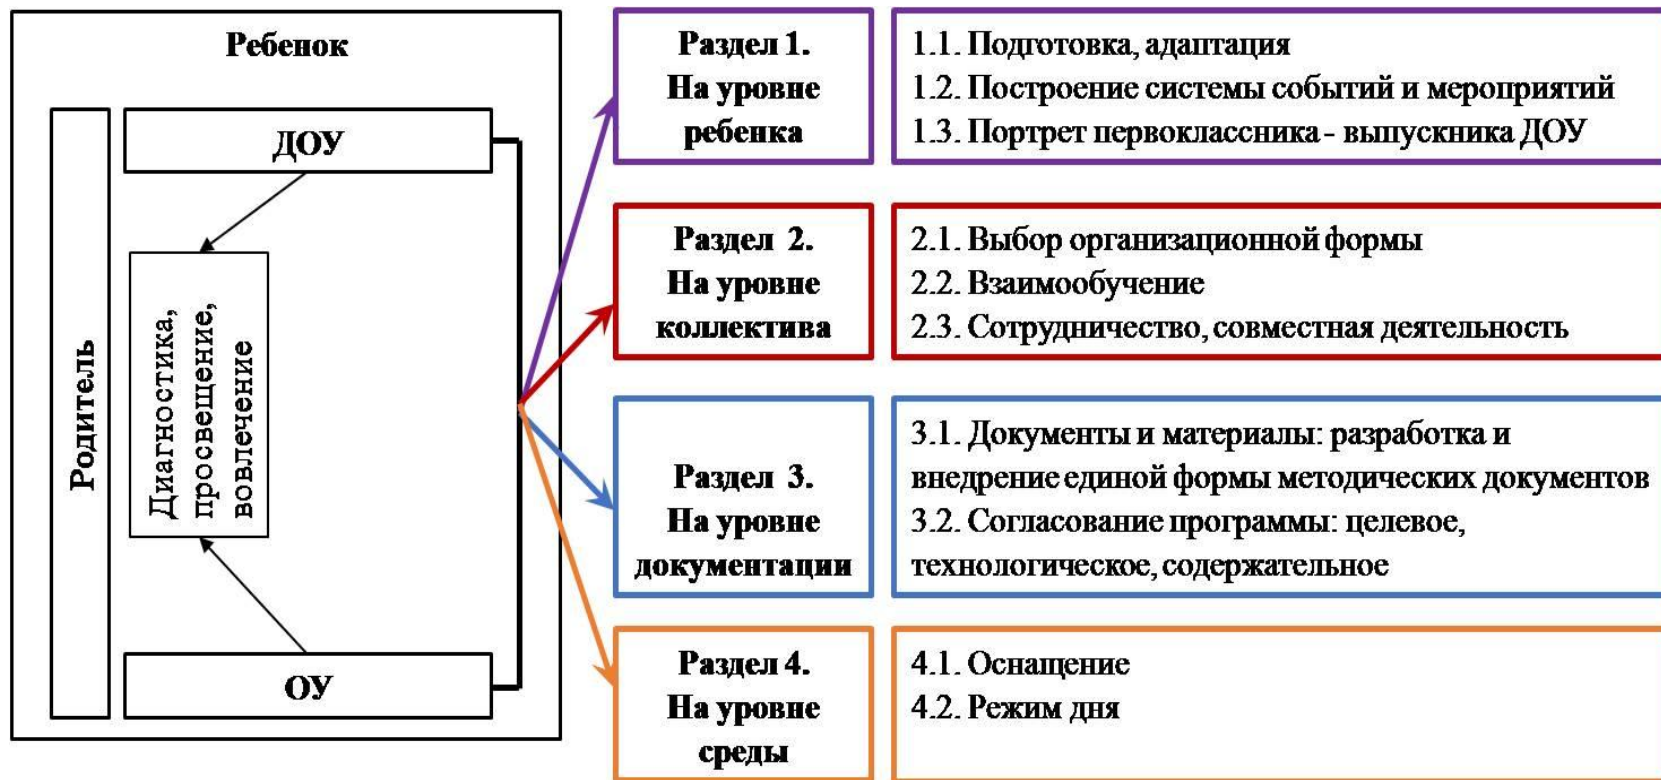 Ребенок
Родитель
ДОУ
Диагностика,
просвещение,
вовлечение
ОУ
Раздел 1.
На уровне
ребенка
1.1. Подготовка, адаптация
1.2. Построение системы событий и мероприятий
1.3. Портрет первоклассника - выпускника ДОУ
Раздел 2.
На уровне
коллектива
2.1. Выбор организационной формы
2.2. Взаимообучение
2.3. Сотрудничество, совместная деятельность
Раздел 3.
На уровне
документации
3.1. Документы и материалы: разработка и
внедрение единой формы методических документов
3.2. Согласование программы: целевое,
технологическое, содержательное
Раздел 4.
На уровне
среды
4.1. Оснащение
4.2. Режим дня